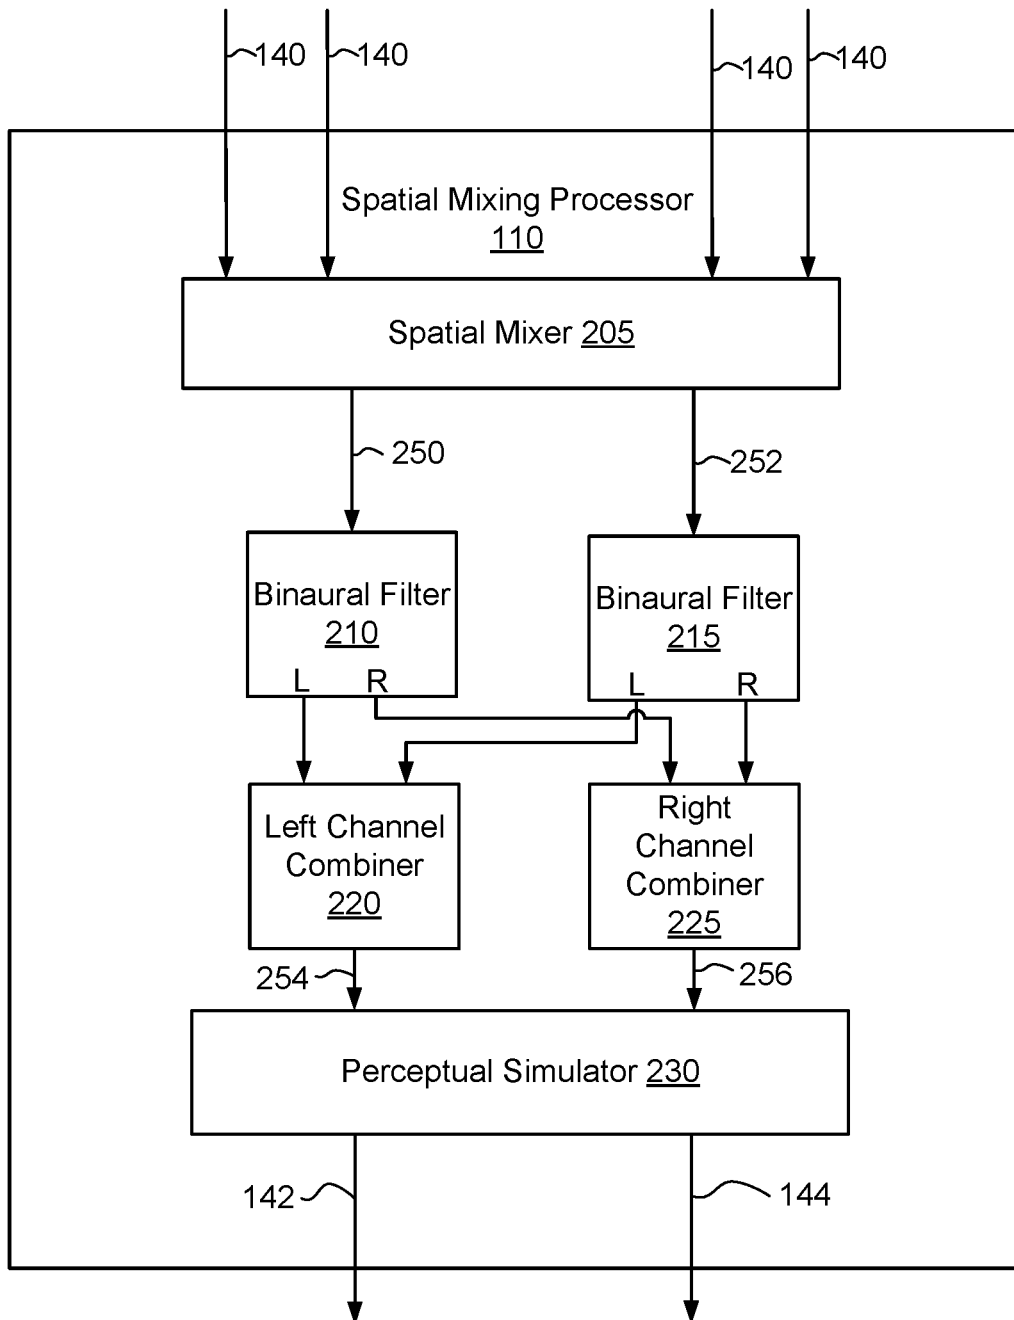 140
140
140
140
Spatial Mixing Processor
110
Spatial Mixer 205
250
252
Binaural Filter
210
L R
Binaural Filter
215
L R
Left Channel
Combiner
220
Right
Channel
Combiner
225
254
256
Perceptual Simulator 230
142
144